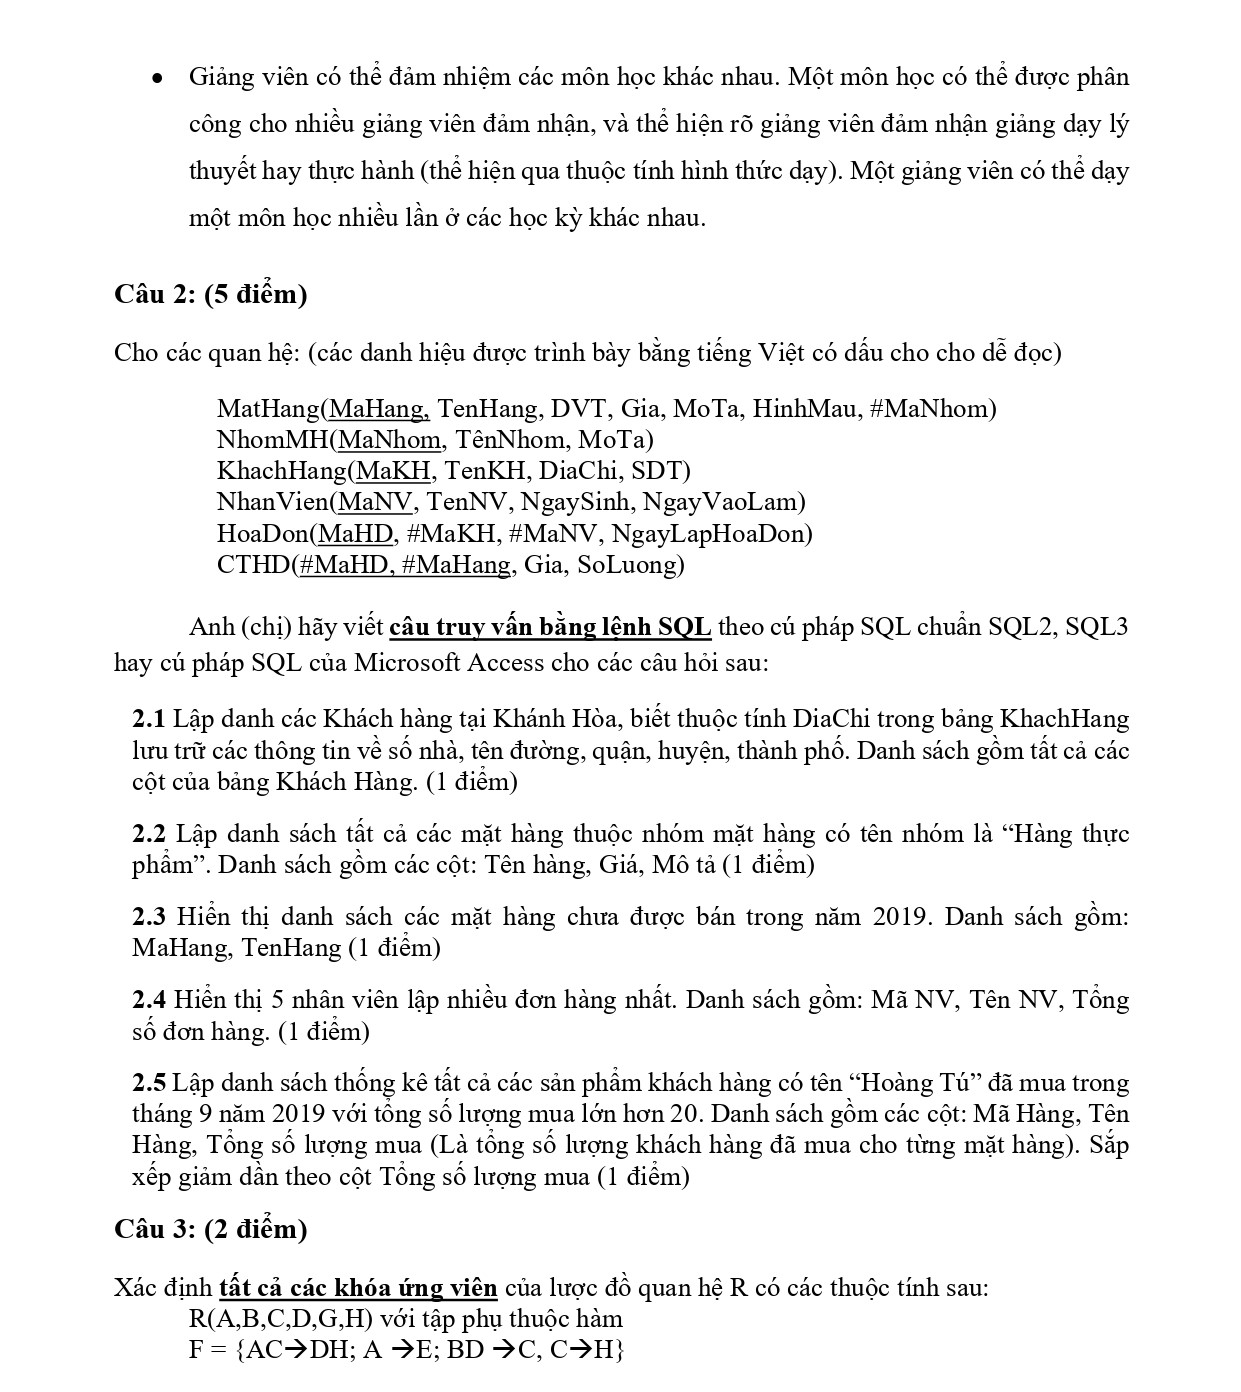 • Giảng viên có thể đảm nhiệm các môn học khác nhau. Một môn học có thể được phân
công cho nhiều giảng viên đảm nhận, và thể hiện rõ giảng viên đảm nhận giảng dạy lý
thuyết hay thực hành (thể hiện qua thuộc tính hình thức dạy). Một giảng viên có thể dạy
một môn học nhiều lần ở các học kỳ khác nhau.
Câu 2: (5 điểm)
Cho các quan hệ: (các danh hiệu được trình bày bằng tiếng Việt có dấu cho cho dễ đọc)
MatHang(MaHang, TenHang, DVT, Gia, MoTa, HinhMau, #MaNhom)
NhomMH(MaNhom, TênNhom, MoTa)
KhachHang(MaKH, TenKH, DiaChi, SDT)
NhanVien(MaNV, TenNV, NgaySinh, NgayVaoLam)
HoaDon(MaHD, #MaKH, #MaNV, NgayLapHoaDon)
CTHD(#MaHD, #MaHang, Gia, SoLuong)
Anh (chị) hãy viết câu truy vấn bằng lệnh SQL theo cú pháp SQL chuẩn SQL2, SQL3
hay cú pháp SQL của Microsoft Access cho các câu hỏi sau:
2.1 Lập danh các Khách hàng tại Khánh Hòa, biết thuộc tính DiaChi trong bảng KhachHang
lưu trữ các thông tin về số nhà, tên đường, quận, huyện, thành phố. Danh sách gồm tất cả các
cột của bảng Khách Hàng. (1 điểm)
2.2 Lập danh sách tất cả các mặt hàng thuộc nhóm mặt hàng có tên nhóm là “Hàng thực
phẩm”. Danh sách gồm các cột: Tên hàng, Giá, Mô tả (1 điểm)
2.3 Hiển thị danh sách các mặt hàng chưa được bán trong năm 2019. Danh sách gồm:
MaHang, TenHang (1 điểm)
2.4 Hiển thị 5 nhân viên lập nhiều đơn hàng nhất. Danh sách gồm: Mã NV, Tên NV, Tổng
số đơn hàng. (1 điểm)
2.5 Lập danh sách thống kê tất cả các sản phẩm khách hàng có tên “Hoàng Tú” đã mua trong
tháng 9 năm 2019 với tổng số lượng mua lớn hơn 20. Danh sách gồm các cột: Mã Hàng, Tên
Hàng, Tổng số lượng mua (Là tổng số lượng khách hàng đã mua cho từng mặt hàng). Sắp
xếp giảm dần theo cột Tổng số lượng mua (1 điểm)
Câu 3: (2 điểm)
Xác định tất cả các khóa ứng viên của lược đồ quan hệ R có các thuộc tính sau:
R(A,B,C,D,G,H) với tập phụ thuộc hàm
F = {AC→DH; A →E; BD →C, C→H}